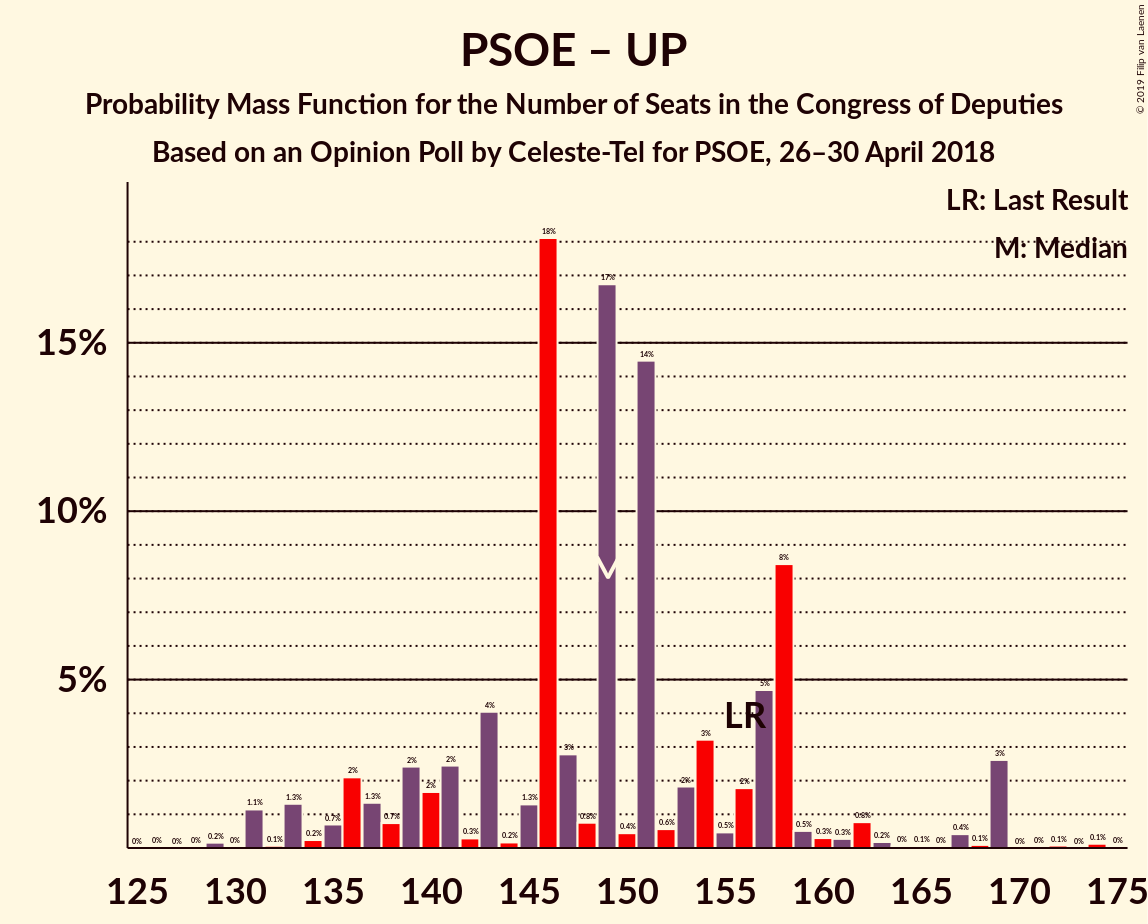 PSOE – UP
Probability Mass Function for the Number of Seats in the Congress of Deputies
Based on an Opinion Poll by Celeste-Tel for PSOE, 26–30 April 2018
© 2019 Filip van Laenen
LR: Last Result
M: Median
15%
10%
5%
0% 0% 0% 0% 0.2% 0% 1.1% 0.1% 1.3% 0.2% 0.7% 2% 1.3% 0.7% 2% 2% 2% 0.3% 4% 0.2% 1.3% 18% 3% 0.8% 17% 0.4% 14% 0.6% 2% 3% 0.5% 2% 5% 8% 0.5% 0.3% 0.3% 0.8% 0.2% 0% 0.1% 0% 0.4% 0.1% 3% 0% 0% 0.1% 0% 0.1% 0%
M
LR
125 130 135 140 145 150 155 160 165 170 175